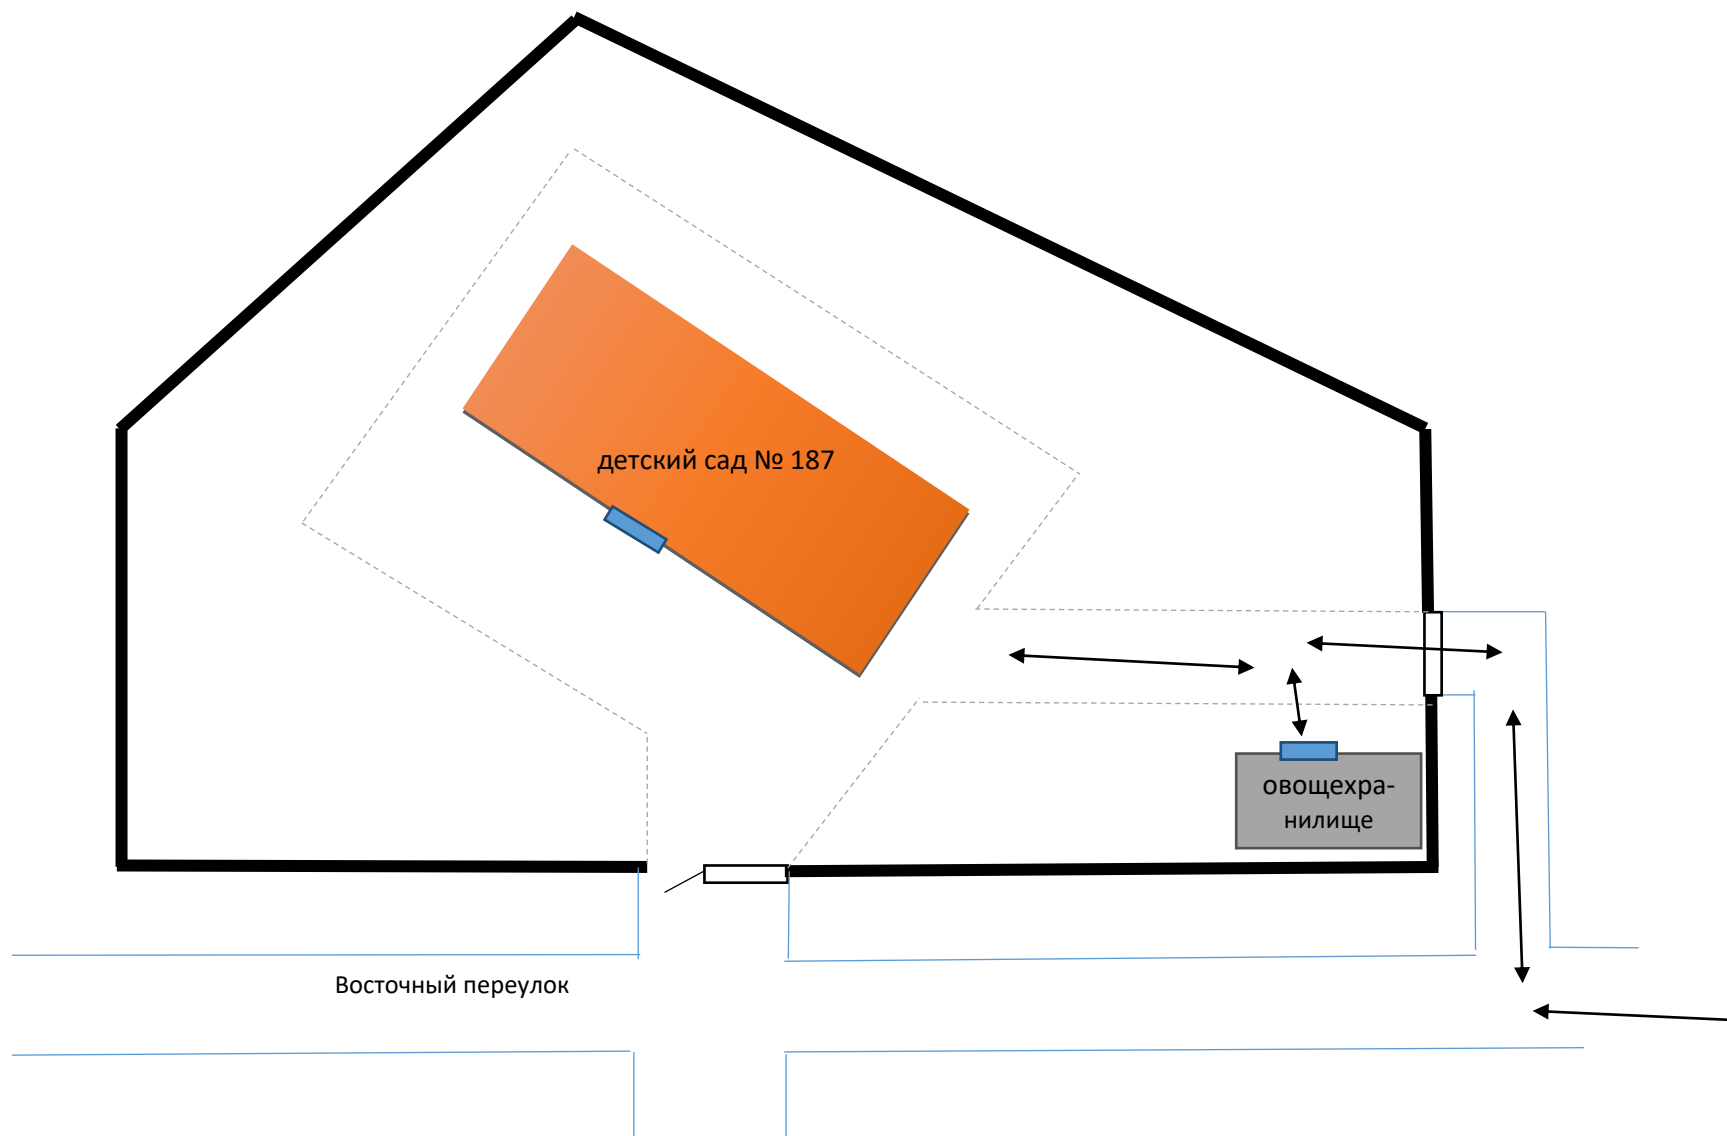 детский сад № 187
овощехра-
нилище
Восточный переулок